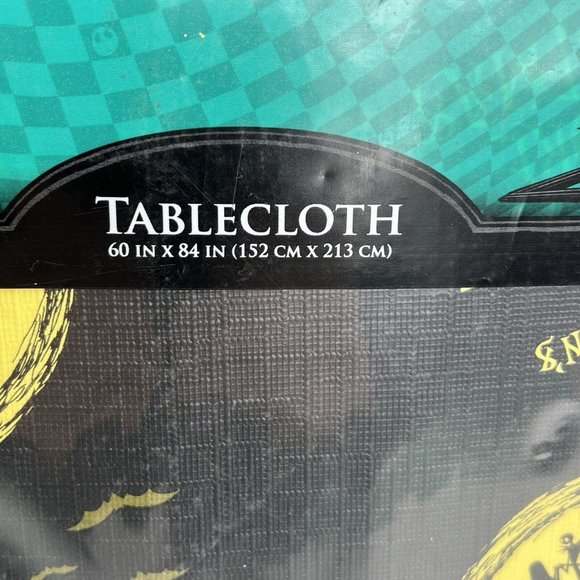 TABLECLOTH
60 IN X 84 IN (152 CM X 213 CM)